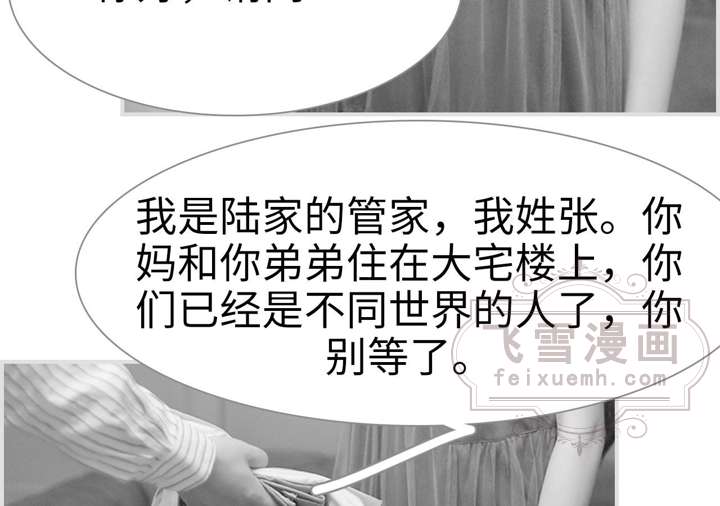 我是陆家的管家，我姓张。你
妈和你弟弟住在大宅楼上，你
们已经是不同世界的人了，你
别等了。
飞雪漫画
feixuemh.com